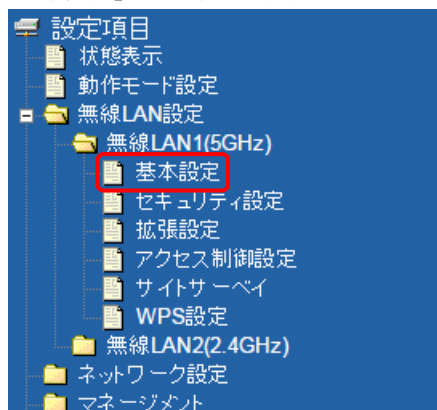 設定項目
状態表示
動作モード設定
無線LAN設定
無線LAN1(5GHz)
基本設定
セキュリティ設定
拡張設定
アクセス制御設定
サイトサーベイ
WPS設定
無線LAN2(2.4GHz)
ネットワーク設定
マネージメント